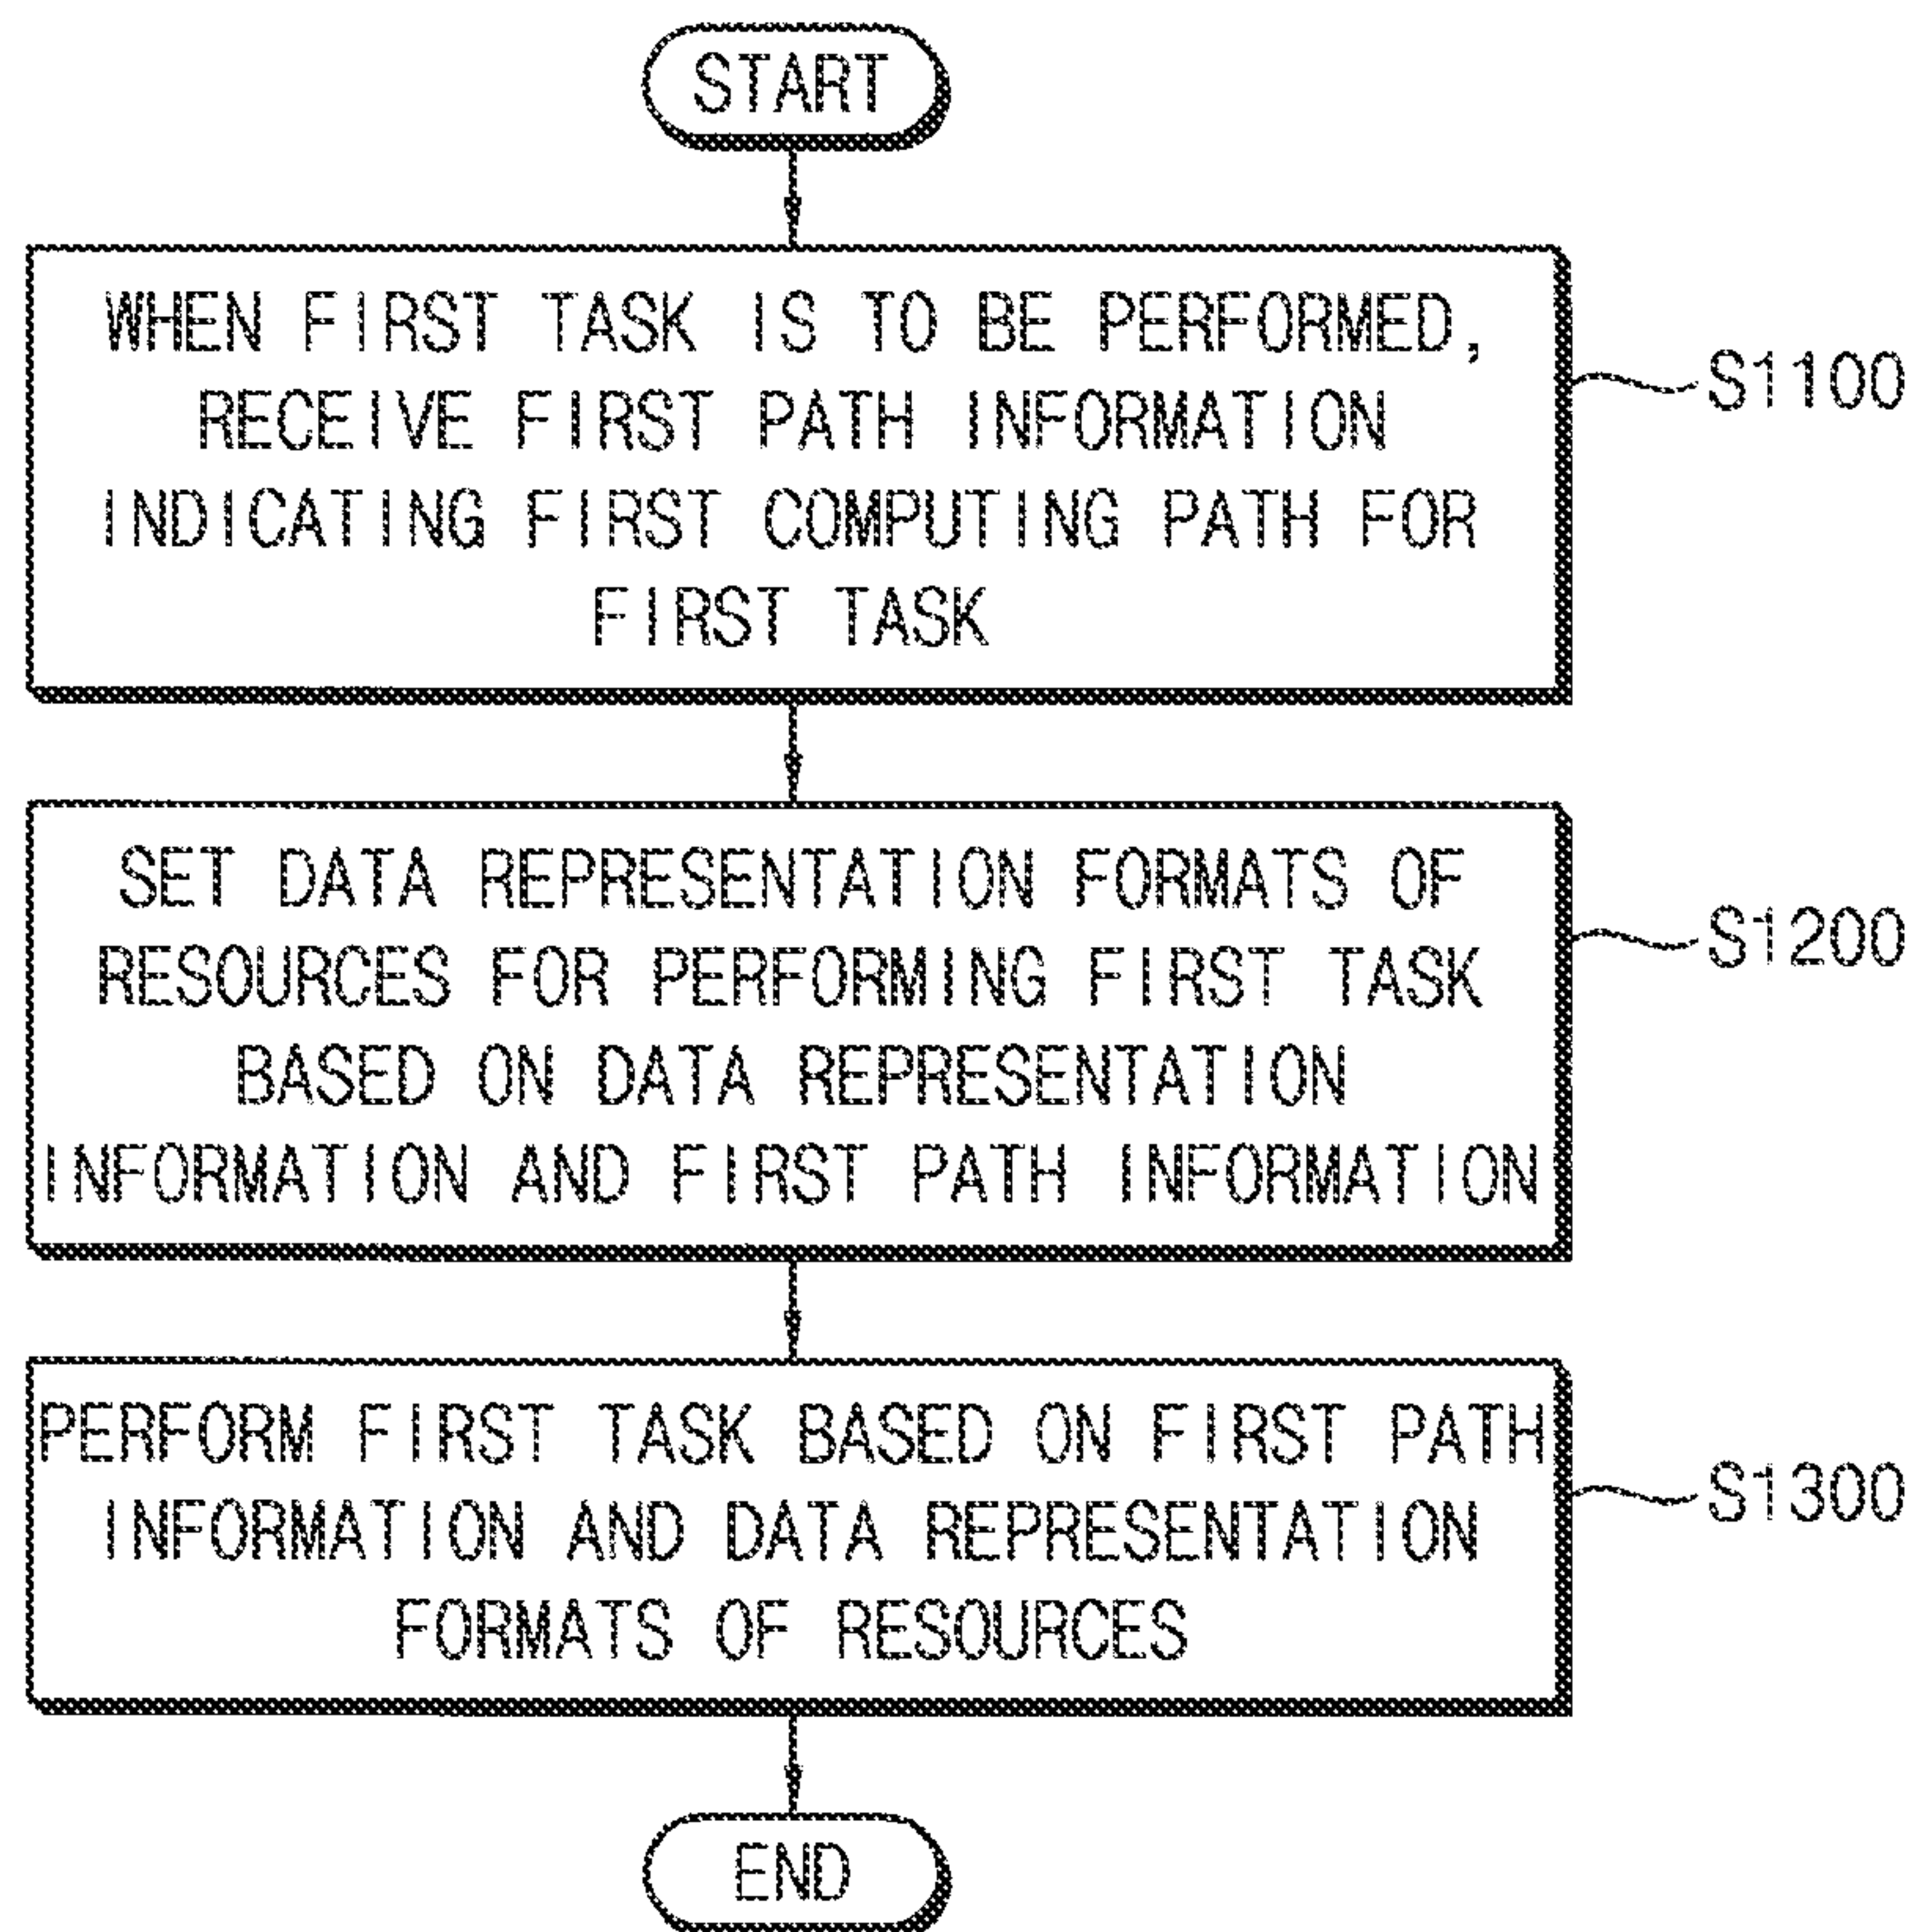 START
WHEN FIRST TASK IS TO BE PERFORMED,
RECEIVE FIRST PATH INFORMATION
INDICATING FIRST COMPUTING PATH FOR
FIRST TASK
S1100
SET DATA REPRESENTATION FORMATS OF
RESOURCES FOR PERFORMING FIRST TASK
BASED ON DATA REPRESENTATION
INFORMATION AND FIRST PATH INFORMATION
S1200
PERFORM FIRST TASK BASED ON FIRST PATH
INFORMATION AND DATA REPRESENTATION
FORMATS OF RESOURCES
S1300
END